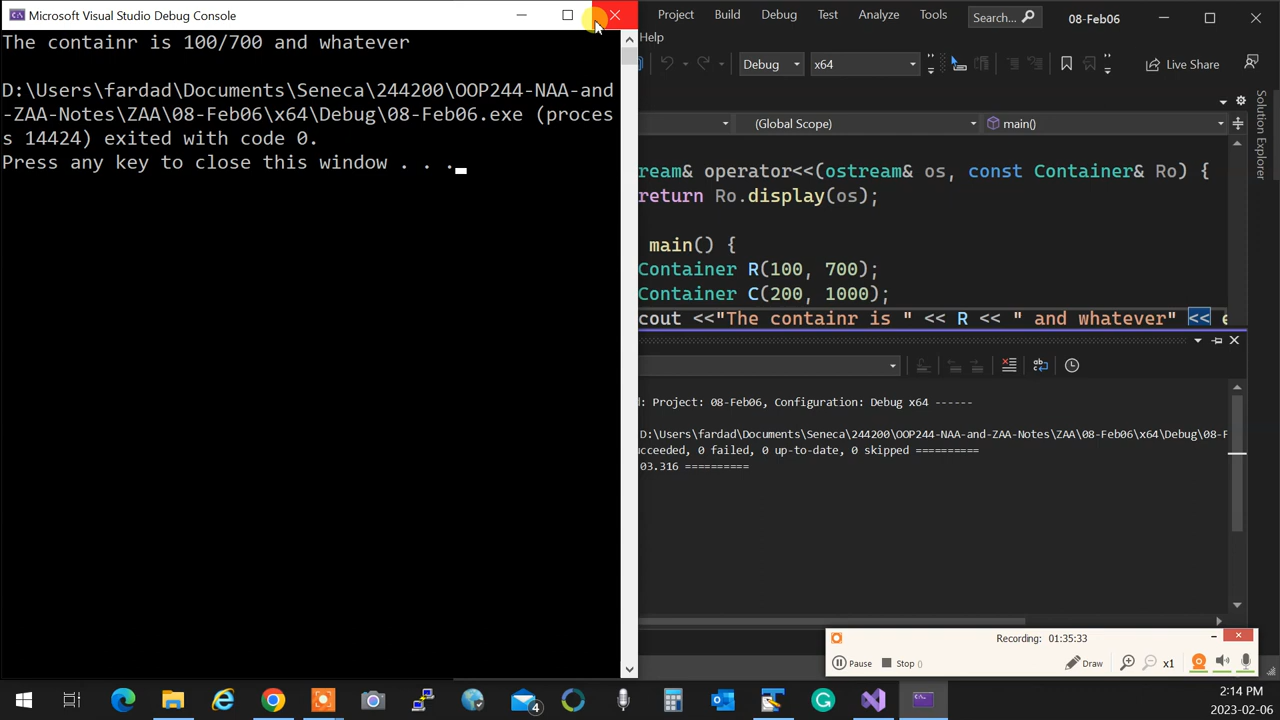 Microsoft Visual Studio Debug Console
The containr is 100/700 and whatever
D:\Users\fardad\Documents\Seneca\244200\OOP244-NAA-and
-ZAA-Notes\ZAA\08-Feb06\x64\Debug\08-Feb06.exe (proces
s 14424) exited with code 0.
Press any key to close this window . . .
Project Build Debug Test Analyze Tools Search... 08-Feb06
Help
Debug x64 Live Share
(Global Scope) main()
Solution Explorer
stream& operator<<(ostream& os, const Container& Ro) {
return Ro.display(os);
main() {
Container R(100, 700);
Container C(200, 1000);
cout <<"The containr is " << R << " and whatever" << e
d: Project: 08-Feb06, Configuration: Debug x64 ------
D:\Users\fardad\Documents\Seneca\244200\OOP244-NAA-and-ZAA-Notes\ZAA\08-Feb06\x64\Debug\08-F
cceeded, 0 failed, 0 up-to-date, 0 skipped ==========
03.316 ==========
Recording: 01:35:33
Pause Stop () Draw x1
4
2:14 PM
2023-02-06